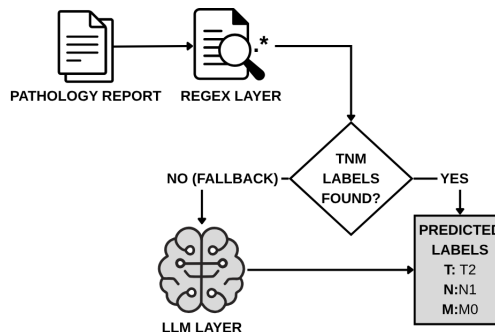 .*
PATHOLOGY REPORT
REGEX LAYER
TNM
LABELS
FOUND?
NO (FALLBACK)
YES
PREDICTED
LABELS
T: T2
N:N1
M:M0
LLM LAYER